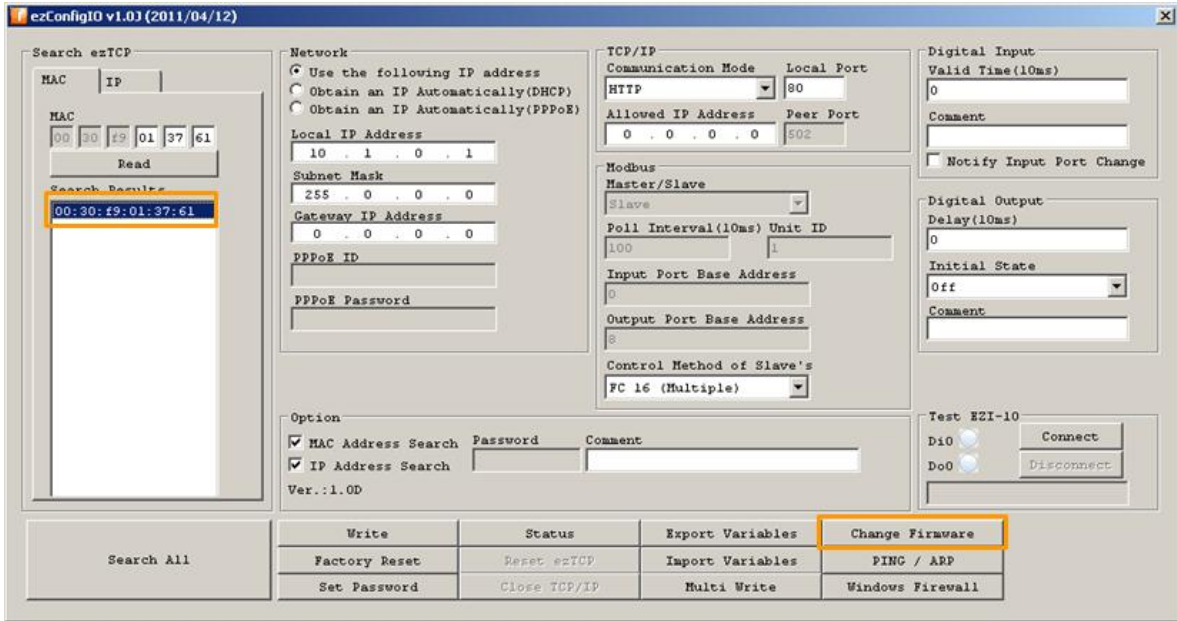 ezConfigIO v1.0J (2011/04/12)
Search ezTCP
MAC IP
MAC
00 30 f9 01 37 61
Read
Search Results
00:30:f9:01:37:61
Network
Use the following IP address
Obtain an IP Automatically(DHCP)
Obtain an IP Automatically(PPPoE)
Local IP Address
10 . 1 . 0 . 1
Subnet Mask
255 . 0 . 0 . 0
Gateway IP Address
0 . 0 . 0 . 0
PPPoE ID
PPPoE Password
TCP/IP
Communication Mode Local Port
HTTP 80
Allowed IP Address Peer Port
0 . 0 . 0 . 0 502
Modbus
Master/Slave
Slave
Poll Interval(10ms) Unit ID
100 1
Input Port Base Address
0
Output Port Base Address
8
Control Method of Slave's
FC 16 (Multiple)
Digital Input
Valid Time(10ms)
0
Comment
Notify Input Port Change
Digital Output
Delay(10ms)
0
Initial State
Off
Comment
Option
MAC Address Search Password Comment
IP Address Search
Ver.:1.0D
Test EZI-10
Di0 Connect
Do0 Disconnect
Search All
Write Status Export Variables Change Firmware
Factory Reset Reset ezTCP Import Variables PING / ARP
Set Password Close TCP/IP Multi Write Windows Firewall